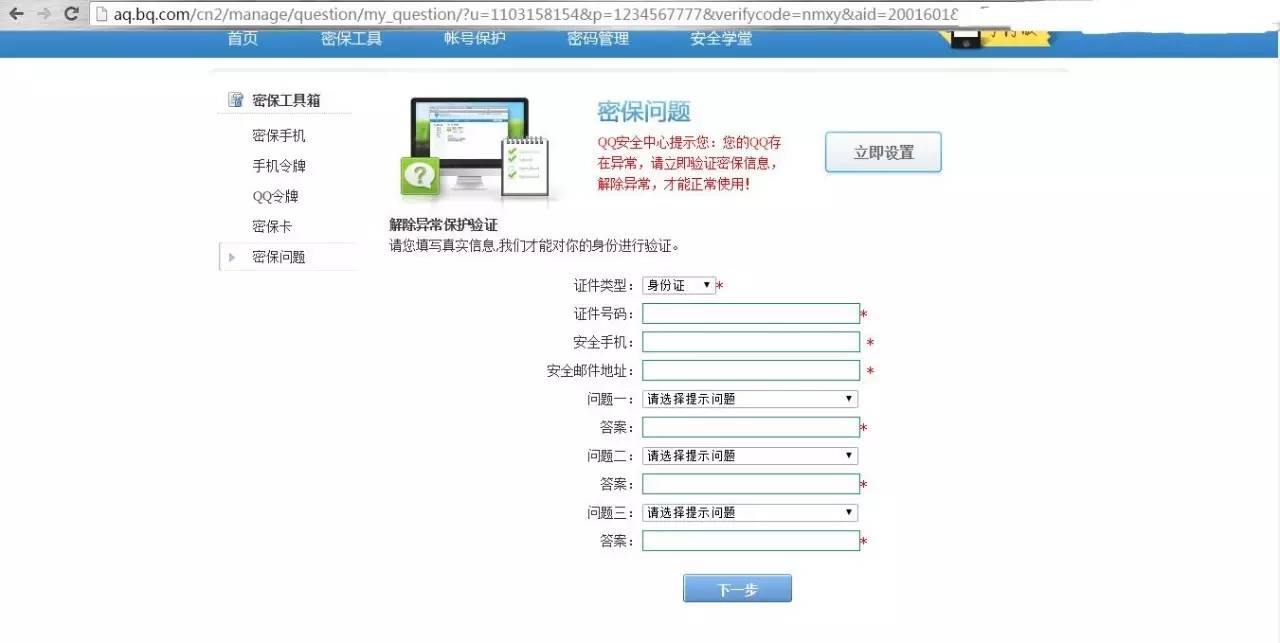 aq.bq.com/cn2/manage/question/my_question/?u=1103158154&p=1234567777&verifycode=nmxy&aid=2001601&
首页 密保工具 帐号保护 密码管理 安全学堂
密保工具箱
密保手机
手机令牌
QQ令牌
密保卡
密保问题
密保问题
QQ安全中心提示您：您的QQ存
在异常，请立即验证密保信息，
解除异常，才能正常使用！
立即设置
解除异常保护验证
请您填写真实信息,我们才能对你的身份进行验证。
证件类型： 身份证 *
证件号码： *
安全手机： *
安全邮件地址： *
问题一： 请选择提示问题
答案： *
问题二： 请选择提示问题
答案： *
问题三： 请选择提示问题
答案： *
下一步